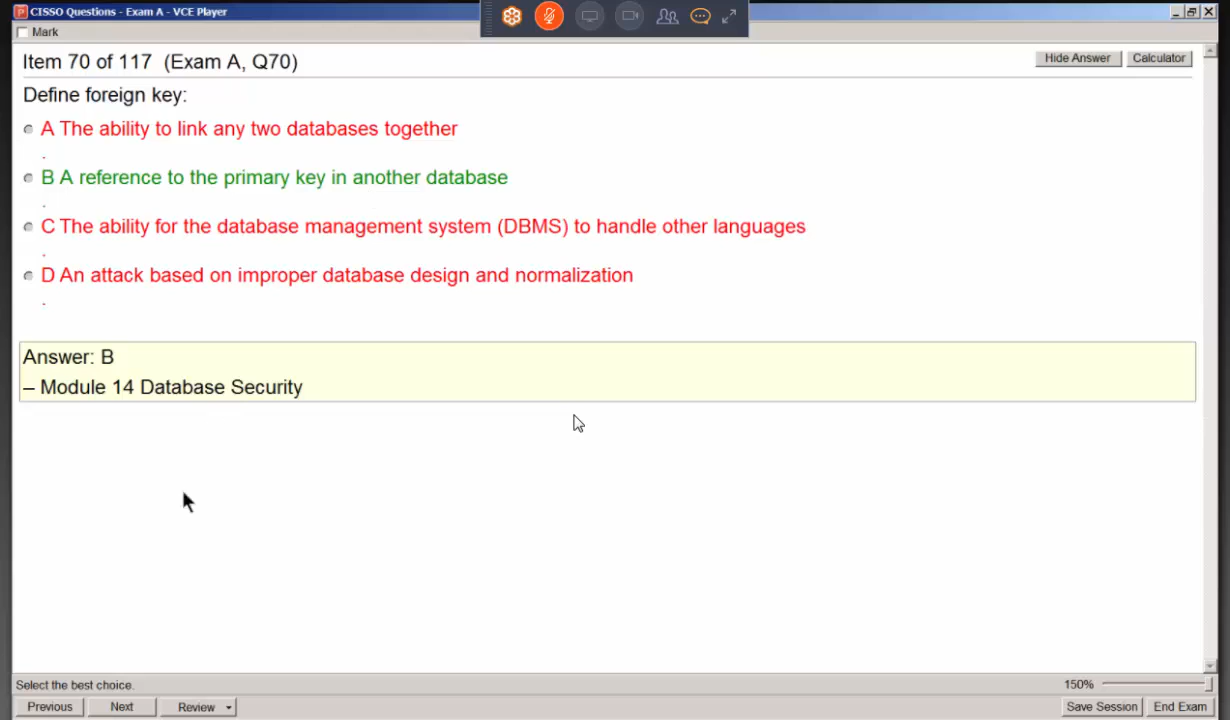 CISSO Questions - Exam A - VCE Player
Mark
Item 70 of 117 (Exam A, Q70)
Hide Answer
Calculator
Define foreign key:
A The ability to link any two databases together
.
B A reference to the primary key in another database
.
C The ability for the database management system (DBMS) to handle other languages
.
D An attack based on improper database design and normalization
.
Answer: B
– Module 14 Database Security
Select the best choice.
150%
Previous
Next
Review
Save Session
End Exam